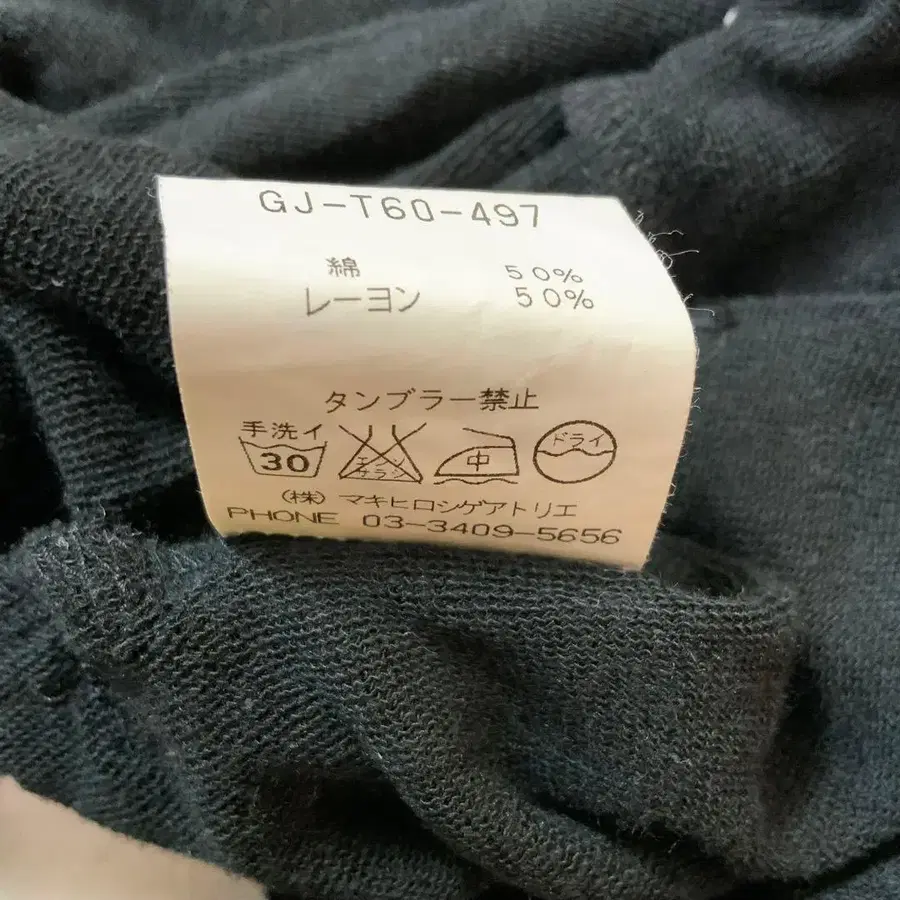 GJ-T60-497
綿 50%
レーヨン 50%
タンブラー禁止
手洗イ
30
エンソ
サラシ
中
ドライ
(株) マキヒロシゲアトリエ
PHONE 03-3409-5656